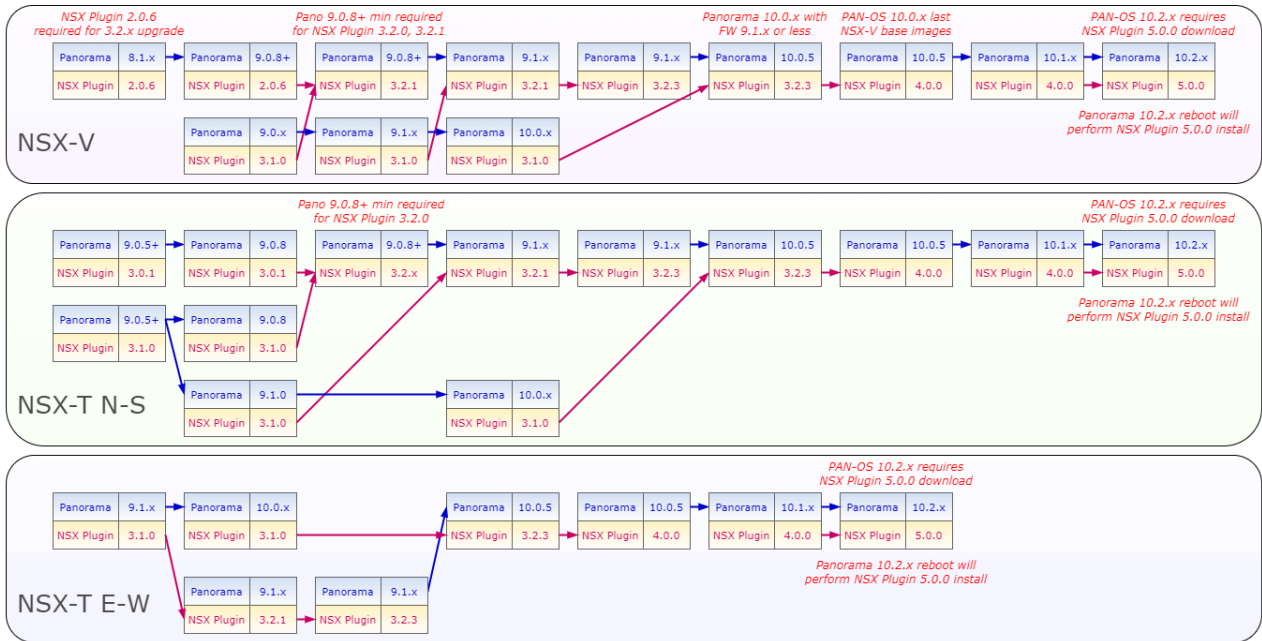 NSX Plugin 2.0.6
required for 3.2.x upgrade
Pano 9.0.8+ min required
for NSX Plugin 3.2.0, 3.2.1
Panorama 10.0.x with
FW 9.1.x or less
PAN-OS 10.0.x last
NSX-V base images
PAN-OS 10.2.x requires
NSX Plugin 5.0.0 download
Panorama 8.1.x Panorama 9.0.8+ Panorama 9.0.8+ Panorama 9.1.x Panorama 9.1.x Panorama 10.0.5 Panorama 10.0.5 Panorama 10.1.x Panorama 10.2.x
NSX Plugin 2.0.6 NSX Plugin 2.0.6 NSX Plugin 3.2.1 NSX Plugin 3.2.1 NSX Plugin 3.2.3 NSX Plugin 3.2.3 NSX Plugin 4.0.0 NSX Plugin 4.0.0 NSX Plugin 5.0.0
Panorama 10.2.x reboot will
perform NSX Plugin 5.0.0 install
Panorama 9.0.x Panorama 9.1.x Panorama 10.0.x
NSX Plugin 3.1.0 NSX Plugin 3.1.0 NSX Plugin 3.1.0
NSX-V
Pano 9.0.8+ min required
for NSX Plugin 3.2.0
PAN-OS 10.2.x requires
NSX Plugin 5.0.0 download
Panorama 9.0.5+ Panorama 9.0.8 Panorama 9.0.8+ Panorama 9.1.x Panorama 9.1.x Panorama 10.0.5 Panorama 10.0.5 Panorama 10.1.x Panorama 10.2.x
NSX Plugin 3.0.1 NSX Plugin 3.0.1 NSX Plugin 3.2.x NSX Plugin 3.2.1 NSX Plugin 3.2.3 NSX Plugin 3.2.3 NSX Plugin 4.0.0 NSX Plugin 4.0.0 NSX Plugin 5.0.0
Panorama 10.2.x reboot will
perform NSX Plugin 5.0.0 install
Panorama 9.0.5+ Panorama 9.0.8
NSX Plugin 3.1.0 NSX Plugin 3.1.0
Panorama 9.1.0 Panorama 10.0.x
NSX Plugin 3.1.0 NSX Plugin 3.1.0
NSX-T N-S
PAN-OS 10.2.x requires
NSX Plugin 5.0.0 download
Panorama 9.1.x Panorama 10.0.x Panorama 10.0.5 Panorama 10.0.5 Panorama 10.1.x Panorama 10.2.x
NSX Plugin 3.1.0 NSX Plugin 3.1.0 NSX Plugin 3.2.3 NSX Plugin 4.0.0 NSX Plugin 4.0.0 NSX Plugin 5.0.0
Panorama 10.2.x reboot will
perform NSX Plugin 5.0.0 install
Panorama 9.1.x Panorama 9.1.x
NSX Plugin 3.2.1 NSX Plugin 3.2.3
NSX-T E-W